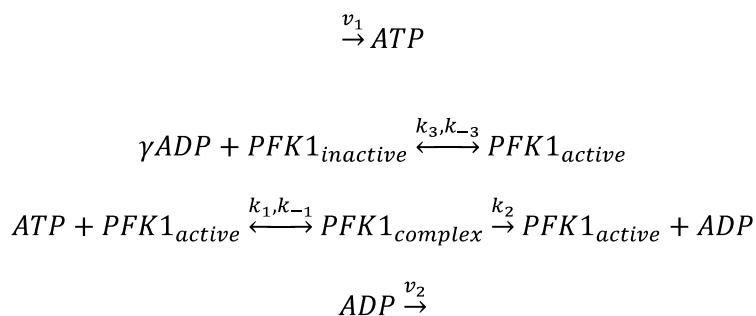 $\xrightarrow{v_1} ATP$
$\gamma ADP + PFK1_{inactive} \xleftrightarrow{k_3, k_{-3}} PFK1_{active}$
$ATP + PFK1_{active} \xleftrightarrow{k_1, k_{-1}} PFK1_{complex} \xrightarrow{k_2} PFK1_{active} + ADP$
$ADP \xrightarrow{v_2}$